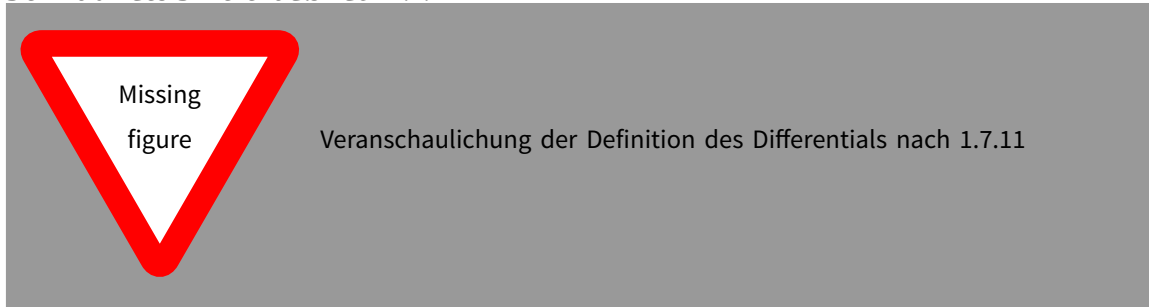 Missing
figure
Veranschaulichung der Definition des Differentials nach 1.7.11